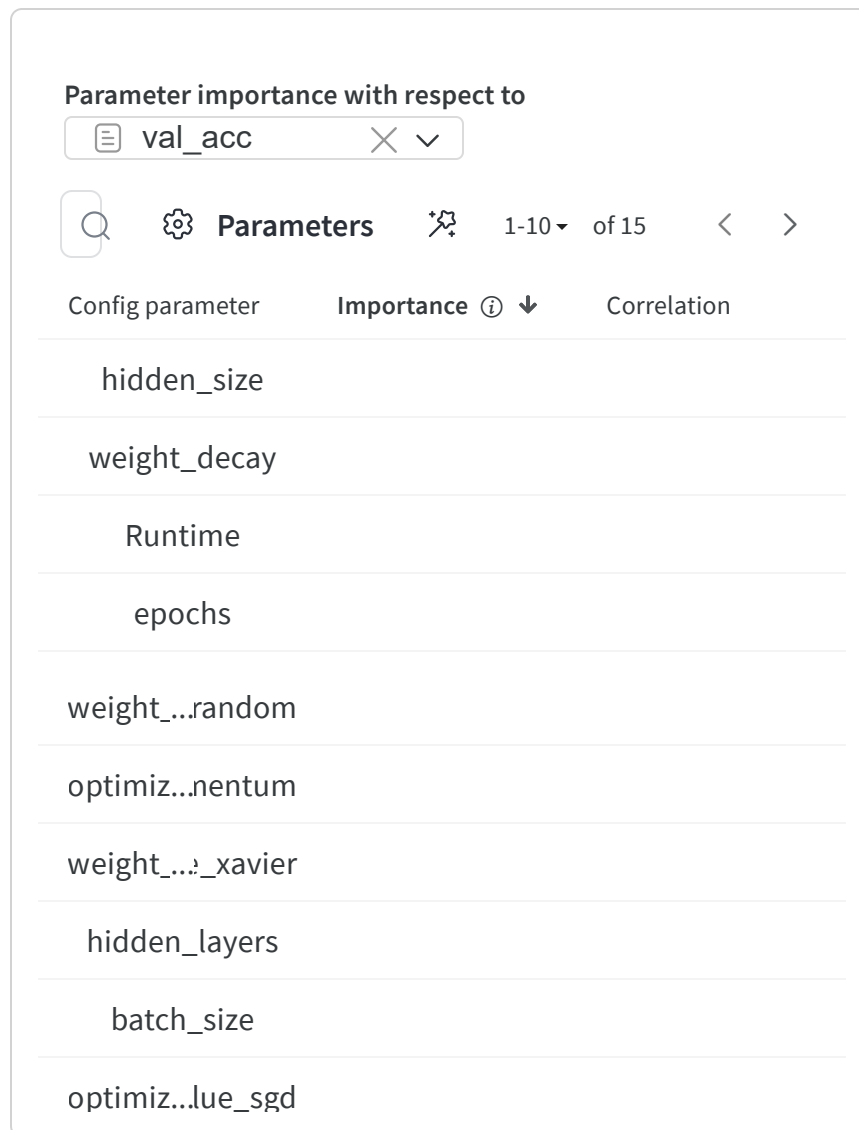 Parameter importance with respect to
val_acc
Parameters 1-10 of 15
Config parameter Importance Correlation
hidden_size
weight_decay
Runtime
epochs
weight_...random
optimiz...nentum
weight_...e_xavier
hidden_layers
batch_size
optimiz...lue_sgd